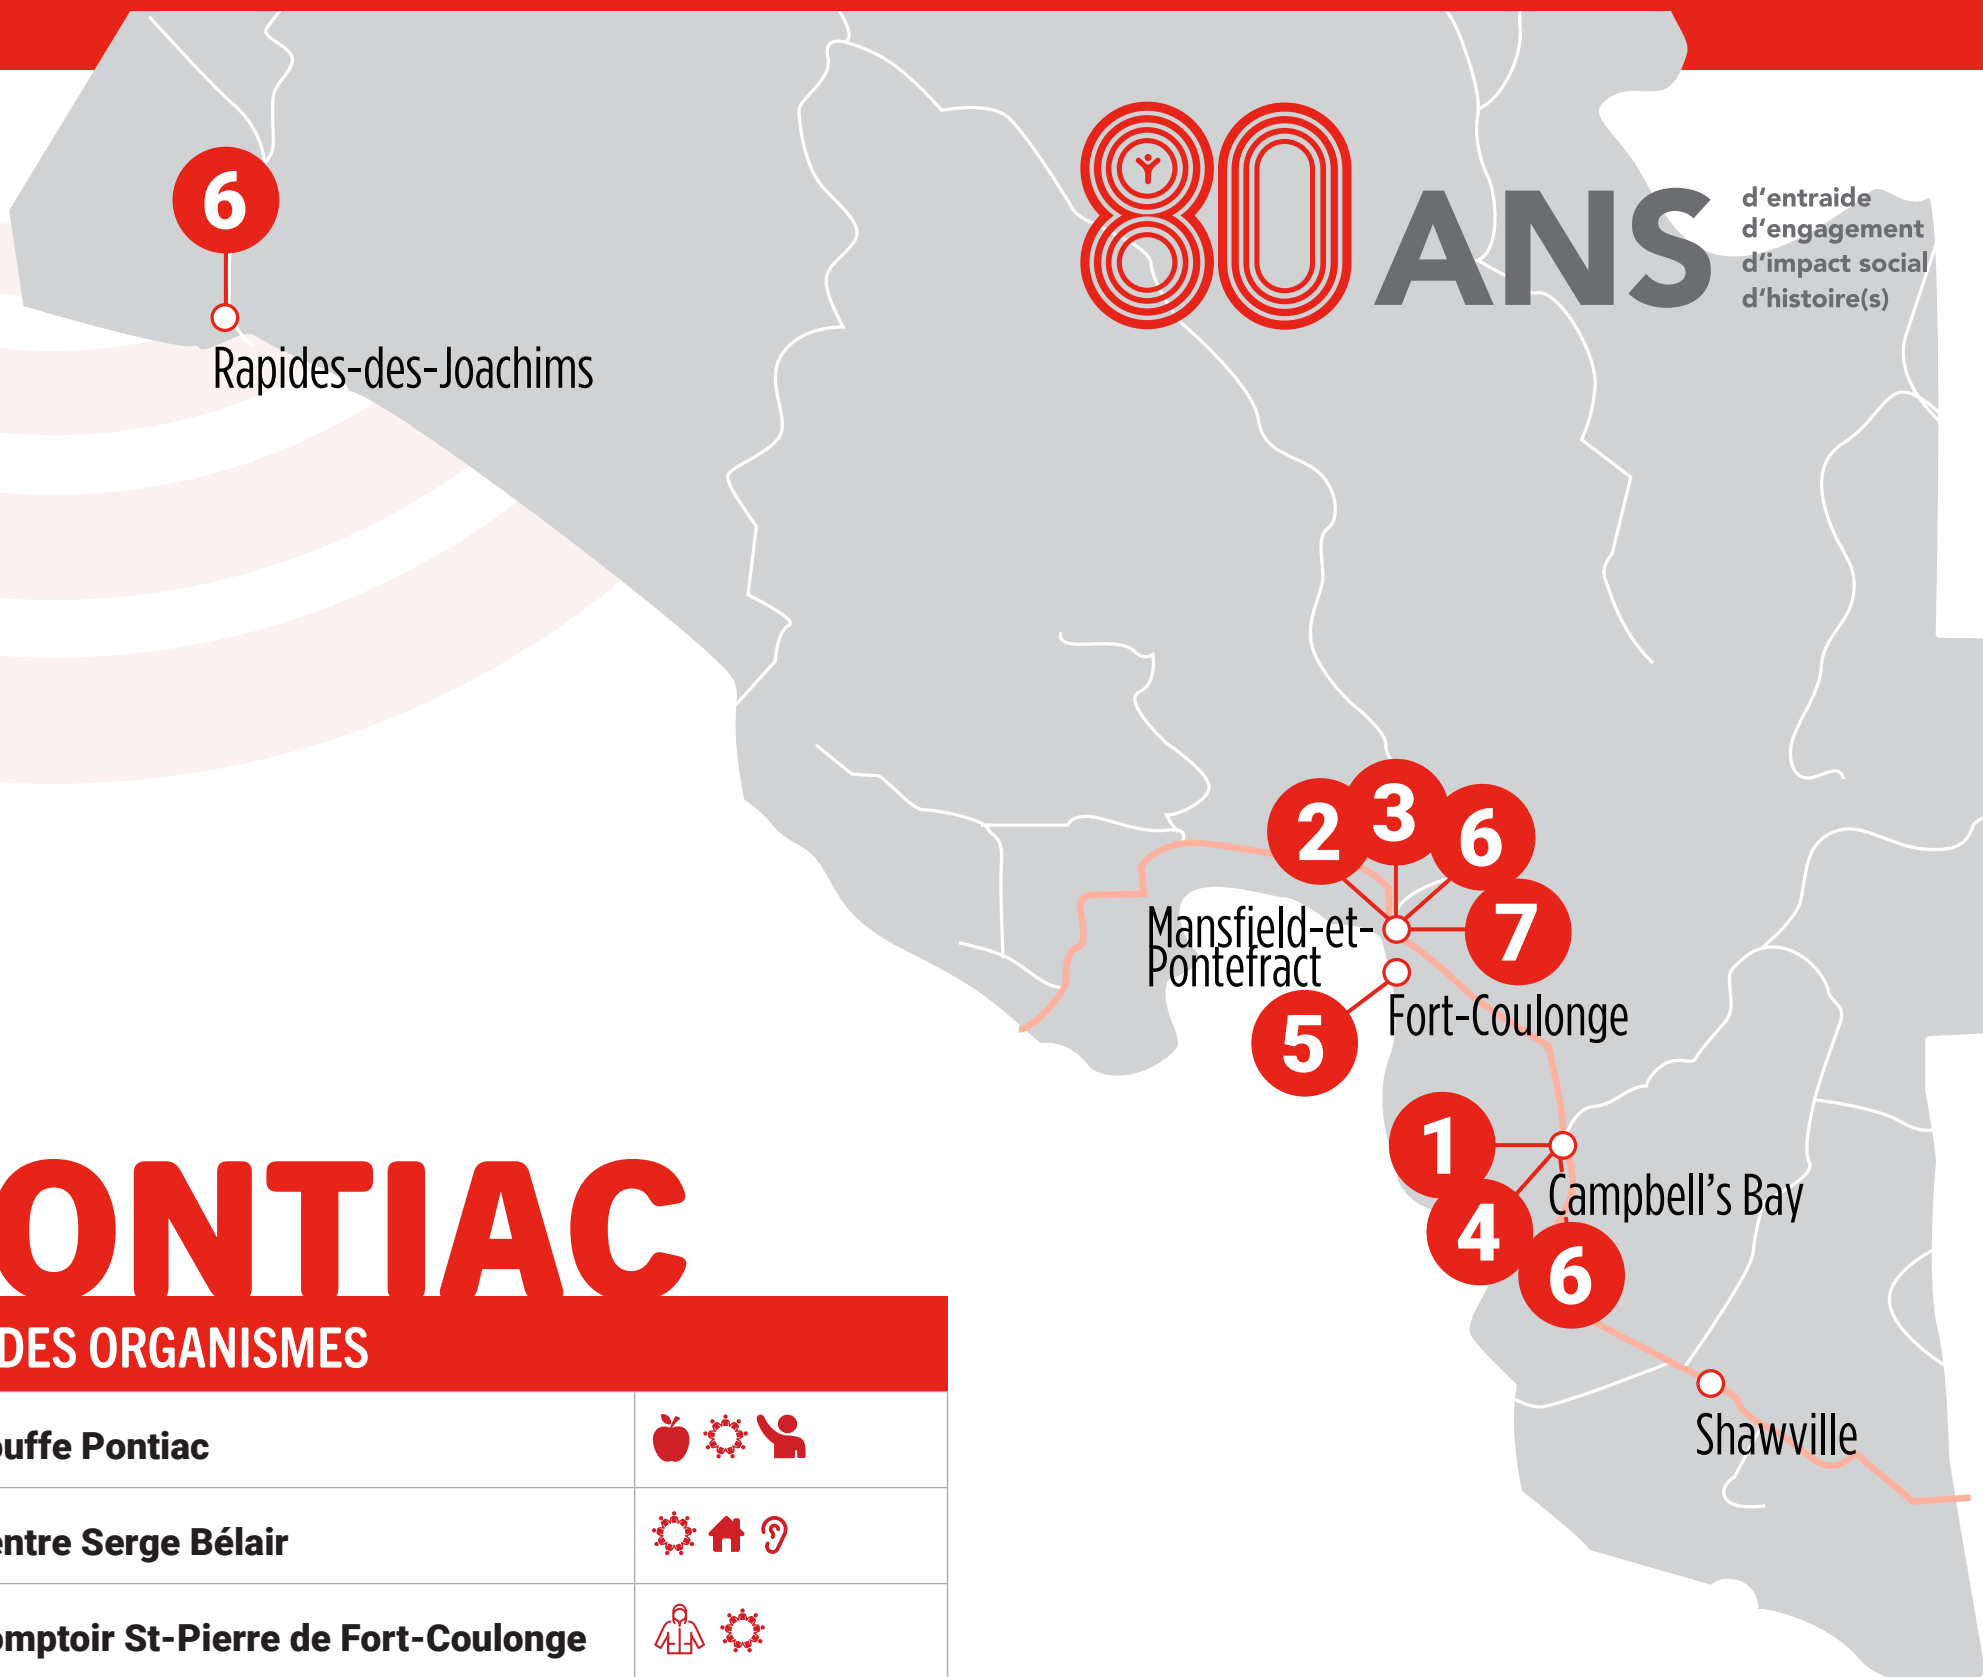 80 ANS
d'entraide
d'engagement
d'impact social
d'histoire(s)
6
Rapides-des-Joachims
2
3
6
7
Mansfield-et-
Pontefract
5
Fort-Coulonge
1
4
6
Campbell's Bay
Shawville
ONTIAC
DES ORGANISMES
ouffe Pontiac
entre Serge Bélair
omptoir St-Pierre de Fort-Coulonge